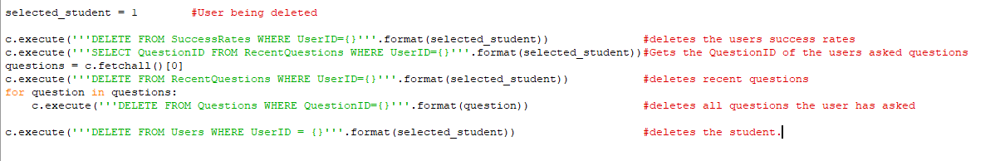 selected_student = 1 #User being deleted
c.execute('''DELETE FROM SuccessRates WHERE UserID={}'''.format(selected_student)) #deletes the users success rates
c.execute('''SELECT QuestionID FROM RecentQuestions WHERE UserID={}'''.format(selected_student))#Gets the QuestionID of the users asked questions
questions = c.fetchall()[0]
c.execute('''DELETE FROM RecentQuestions WHERE UserID={}'''.format(selected_student)) #deletes recent questions
for question in questions:
    c.execute('''DELETE FROM Questions WHERE QuestionID={}'''.format(question)) #deletes all questions the user has asked
c.execute('''DELETE FROM Users WHERE UserID = {}'''.format(selected_student)) #deletes the student.